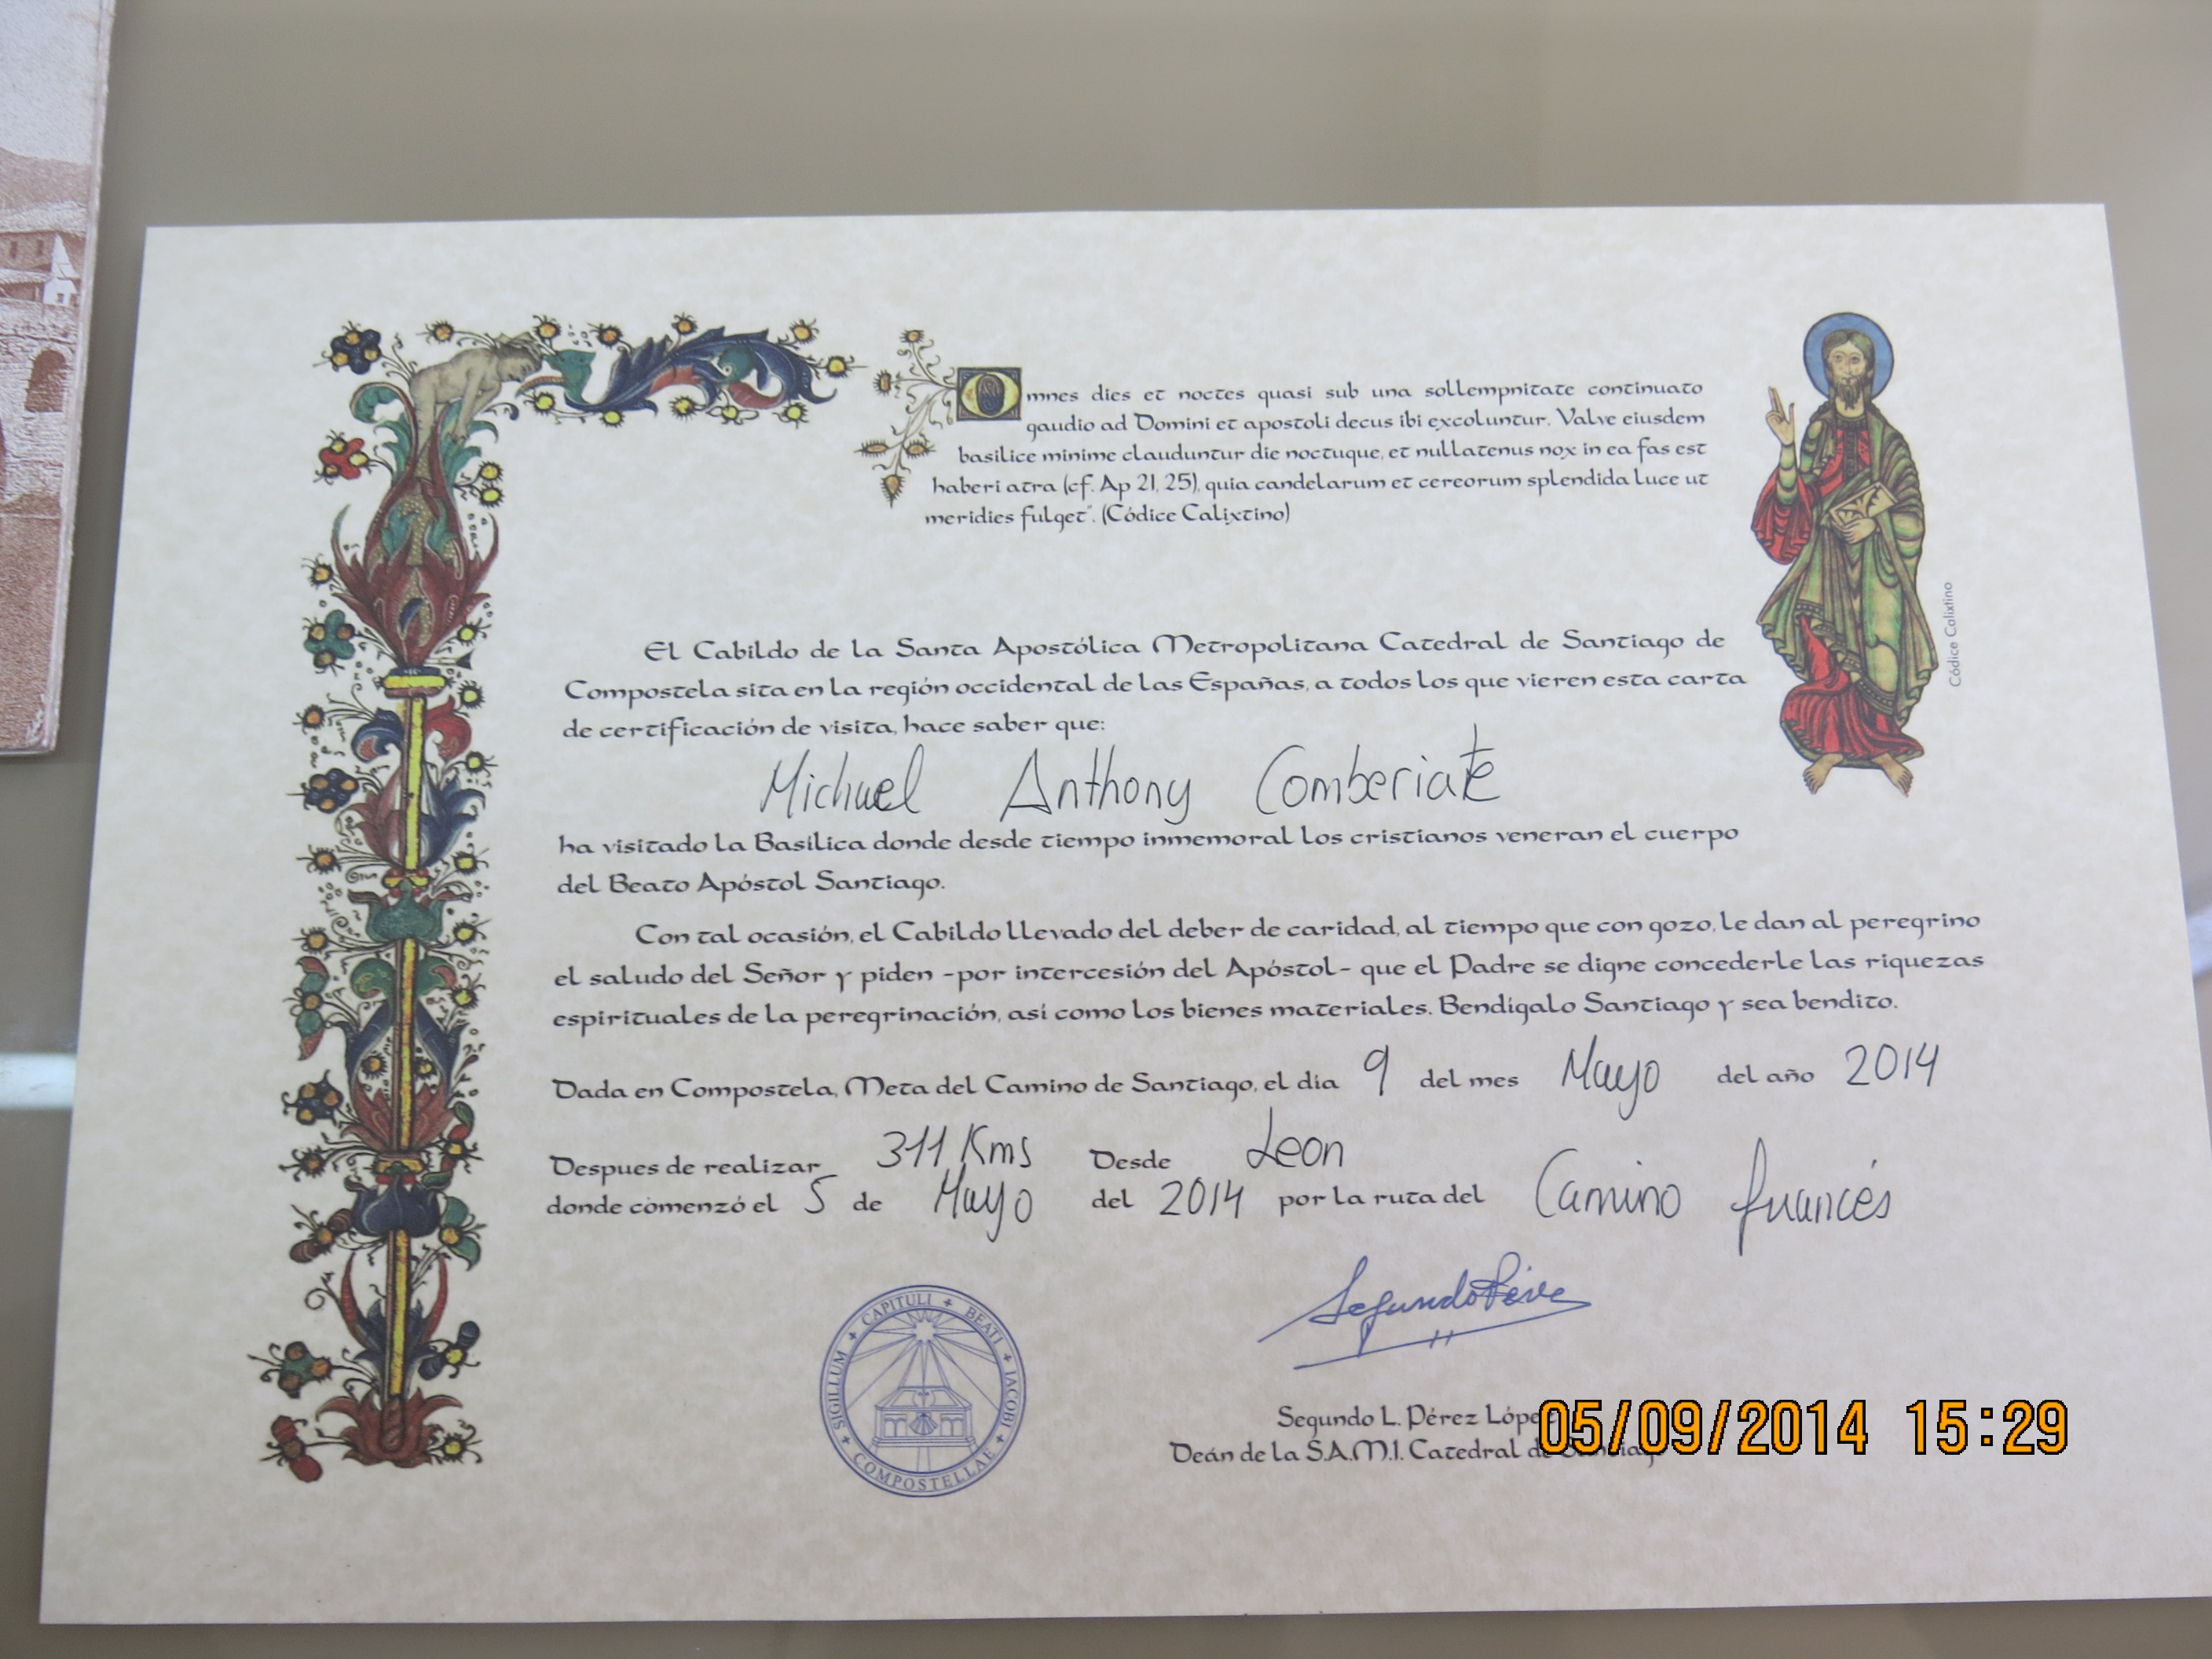 Omnes dies et noctes quasi sub una sollempnitate continuato
gaudio ad Domini et apostoli decus ibi excoluntur. Valve eiusdem
basilice minime clauduntur die noctuque, et nullatenus nox in ea fas est
haberi atra (cf. Ap 21, 25), quia candelarum et cereorum splendida luce ut
meridies fulget". (Códice Calixtino)
Códice Calixtino
El Cabildo de la Santa Apostólica Metropolitana Catedral de Santiago de
Compostela sita en la región occidental de las Españas, a todos los que vieren esta carta
de certificación de visita, hace saber que:
Michael Anthony Comberiate
ha visitado la Basílica donde desde tiempo inmemoral los cristianos veneran el cuerpo
del Beato Apóstol Santiago.
Con tal ocasión, el Cabildo llevado del deber de caridad, al tiempo que con gozo, le dan al peregrino
el saludo del Señor y piden -por intercesión del Apóstol- que el Padre se digne concederle las riquezas
espirituales de la peregrinación, así como los bienes materiales. Bendígalo Santiago y sea bendito.
Dada en Compostela, Meta del Camino de Santiago, el día 9 del mes Mayo del año 2014
Despues de realizar 311 Kms Desde Leon
donde comenzó el 5 de Mayo del 2014 por la ruta del Camino francés
SIGILLUM + CAPITULI + BEATI + IACOBI + COMPOSTELLAE +
Segundo Pérez
Segundo L. Pérez López
Deán de la S.A.M.I. Catedral de Santiago
05/09/2014 15:29